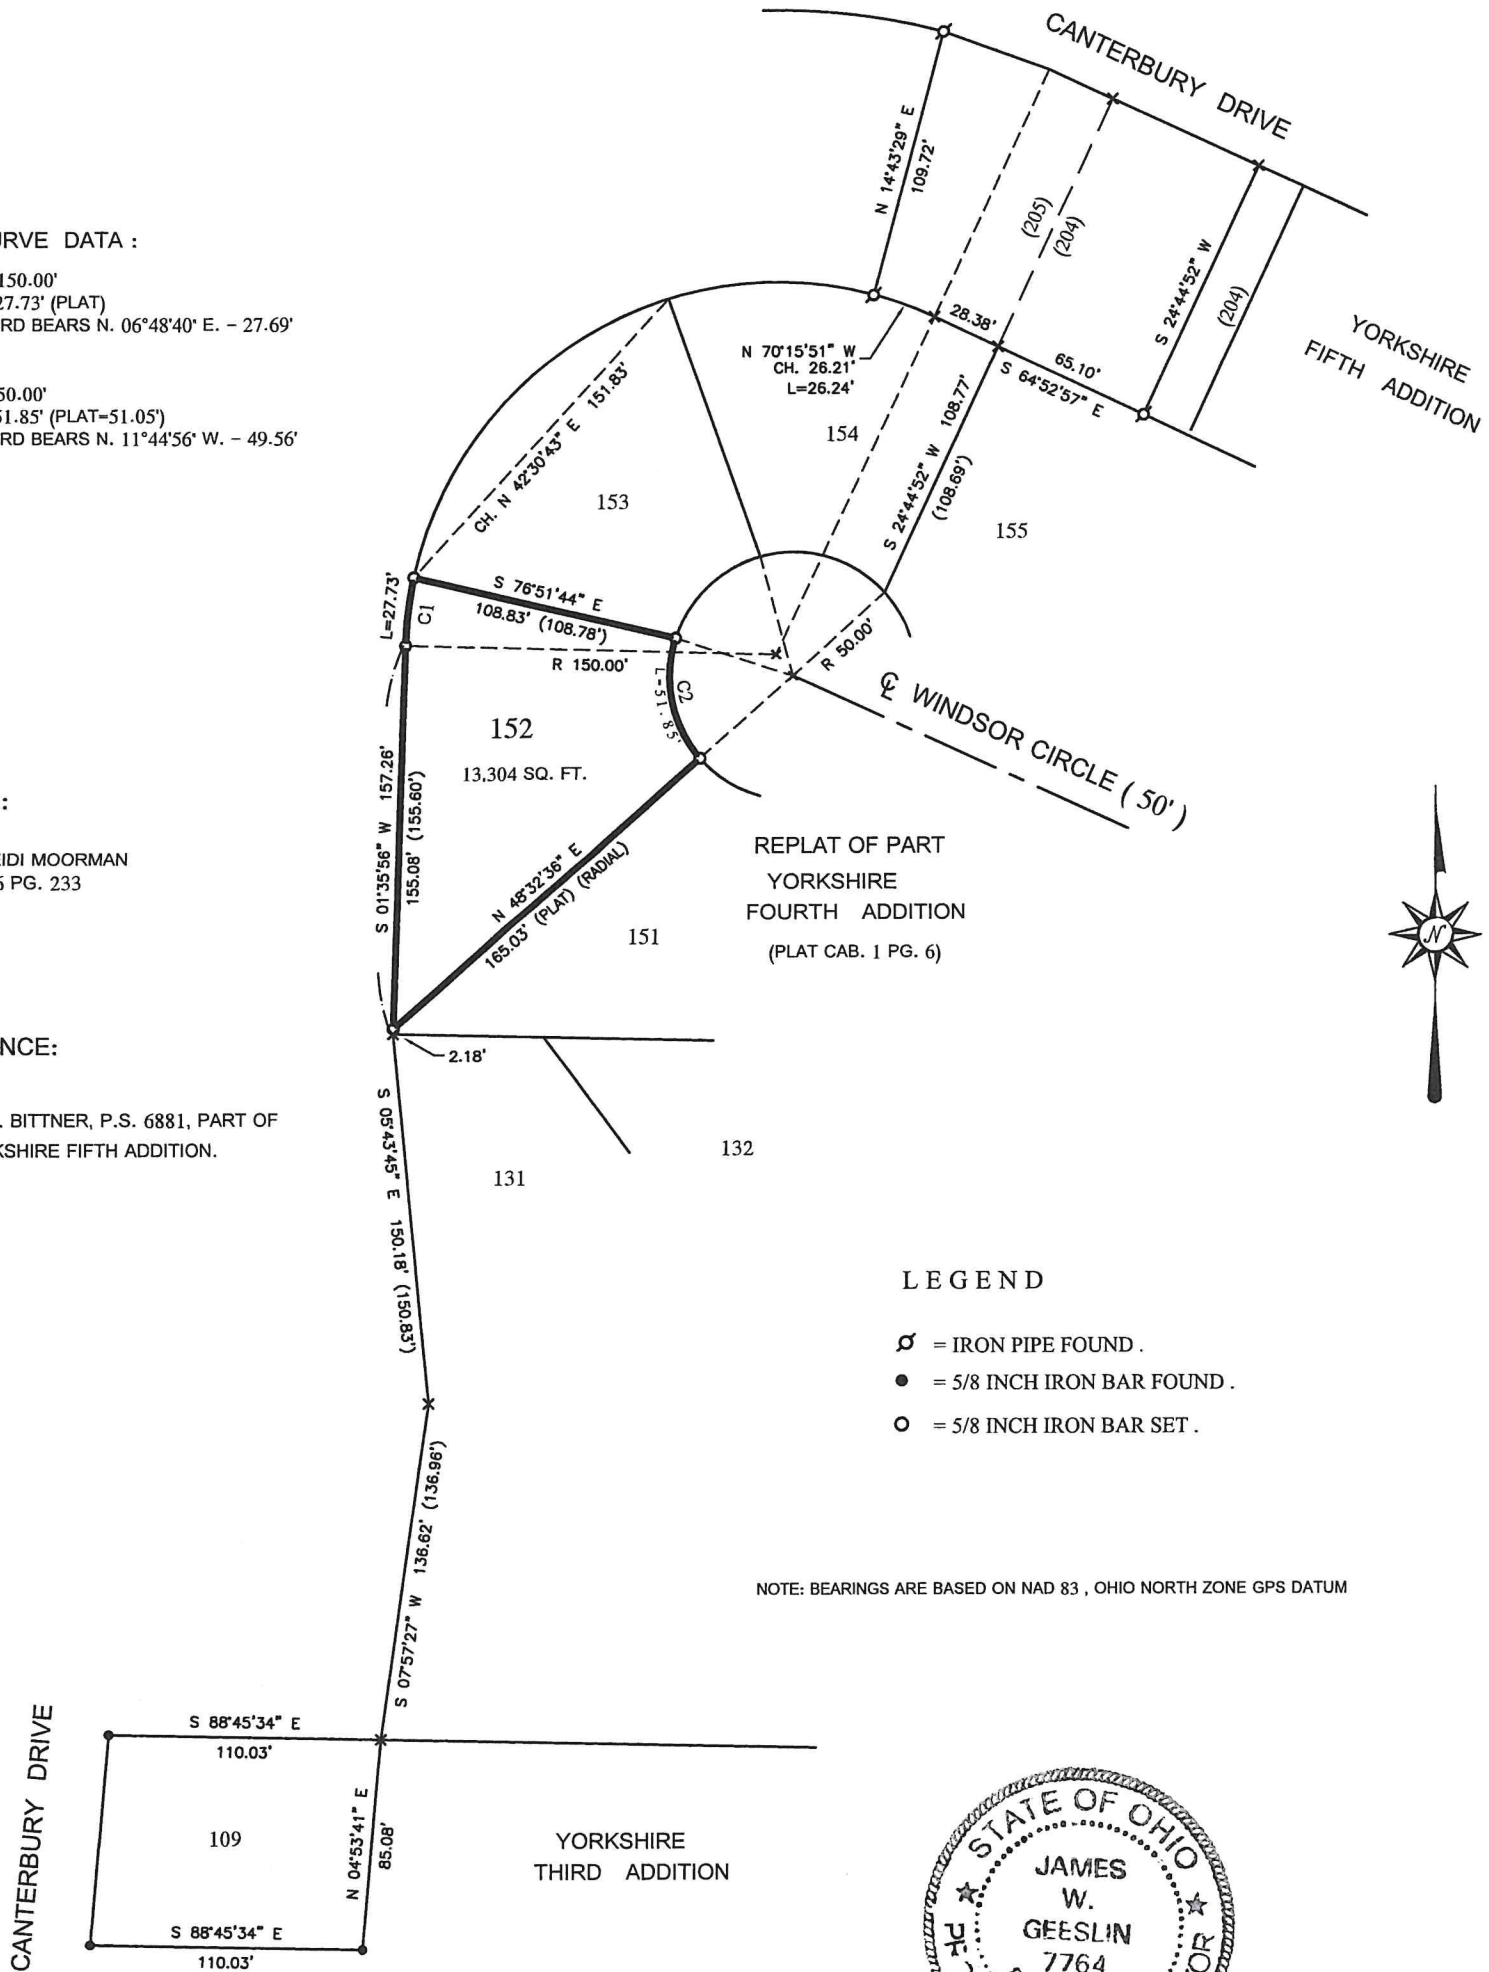 CANTERBURY DRIVE
N 14°43'29" E
109.72'
(205)
(204)
S 24°44'52" W
(204)
YORKSHIRE
FIFTH ADDITION
URVE DATA :
150.00'
27.73' (PLAT)
RD BEARS N. 06°48'40" E. - 27.69'
50.00'
51.85' (PLAT=51.05')
RD BEARS N. 11°44'56" W. - 49.56'
N 70°15'51" W
CH. 26.21'
L=26.24'
28.38'
65.10'
S 64°52'57" E
CH. N 42°30'43" E 151.83'
154
153
S 24°44'52" W 108.77'
(108.69')
155
L=27.73'
C1
S 76°51'44" E
108.83' (108.78')
R 150.00'
R 50.00'
C2
L=51.85'
℄ WINDSOR CIRCLE ( 50' )
152
13,304 SQ. FT.
S 01°35'56" W 157.26'
155.08' (155.60')
N 48°32'36" E
165.03' (PLAT) (RADIAL)
151
REPLAT OF PART
YORKSHIRE
FOURTH ADDITION
(PLAT CAB. 1 PG. 6)
:
EIDI MOORMAN
6 PG. 233
N
NCE:
. BITTNER, P.S. 6881, PART OF
KSHIRE FIFTH ADDITION.
2.18'
S 05°43'45" E 150.18' (150.83')
131
132
LEGEND
= IRON PIPE FOUND .
= 5/8 INCH IRON BAR FOUND .
= 5/8 INCH IRON BAR SET .
S 07°57'27" W 136.62' (136.96')
NOTE: BEARINGS ARE BASED ON NAD 83 , OHIO NORTH ZONE GPS DATUM
CANTERBURY DRIVE
S 88°45'34" E
110.03'
109
N 04°53'41" E
85.08'
S 88°45'34" E
110.03'
YORKSHIRE
THIRD ADDITION
STATE OF OHIO
JAMES
W.
GEESLIN
7764